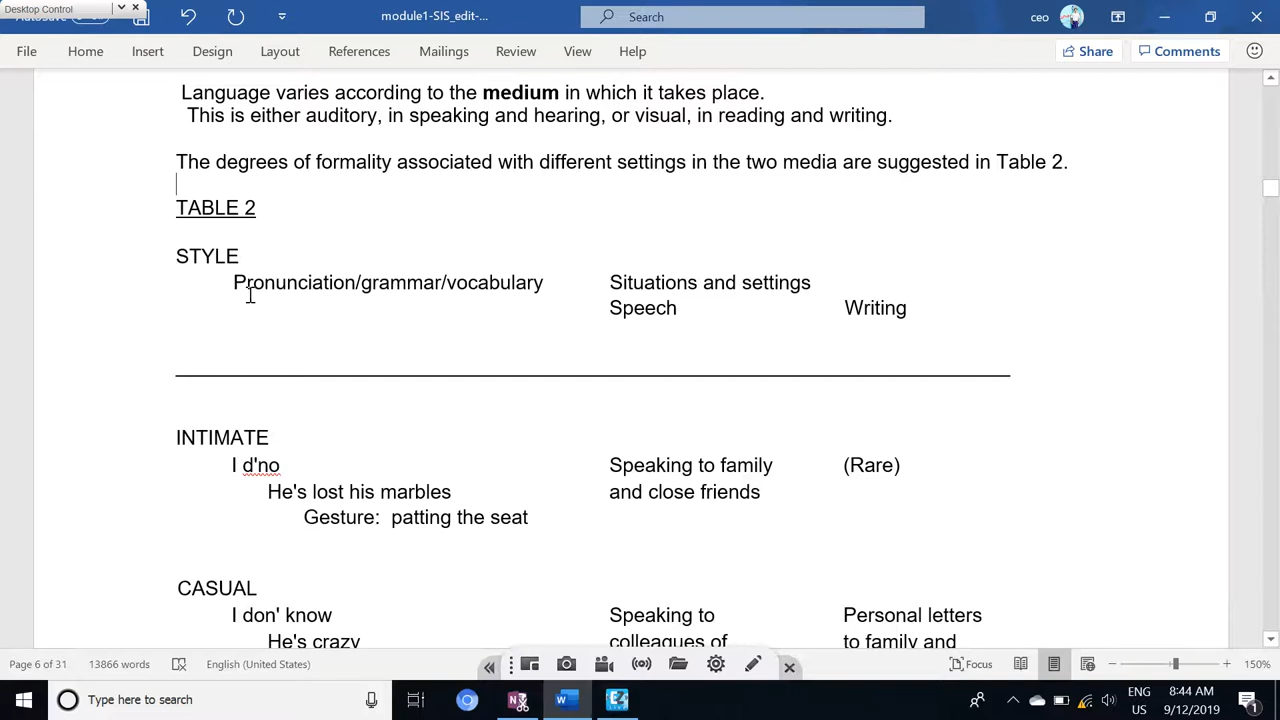 Desktop Control
AutoSave
module1-SIS_edit-...
Search
ceo
File Home Insert Design Layout References Mailings Review View Help
Share
Comments
Language varies according to the medium in which it takes place.
This is either auditory, in speaking and hearing, or visual, in reading and writing.
The degrees of formality associated with different settings in the two media are suggested in Table 2.
TABLE 2
STYLE
Pronunciation/grammar/vocabulary Situations and settings
Speech Writing
INTIMATE
I d'no Speaking to family (Rare)
He's lost his marbles and close friends
Gesture: patting the seat
CASUAL
I don' know Speaking to Personal letters
He's crazy colleagues of to family and
Page 6 of 31 13866 words English (United States) Focus 150%
Type here to search
ENG 8:44 AM
US 9/12/2019
1